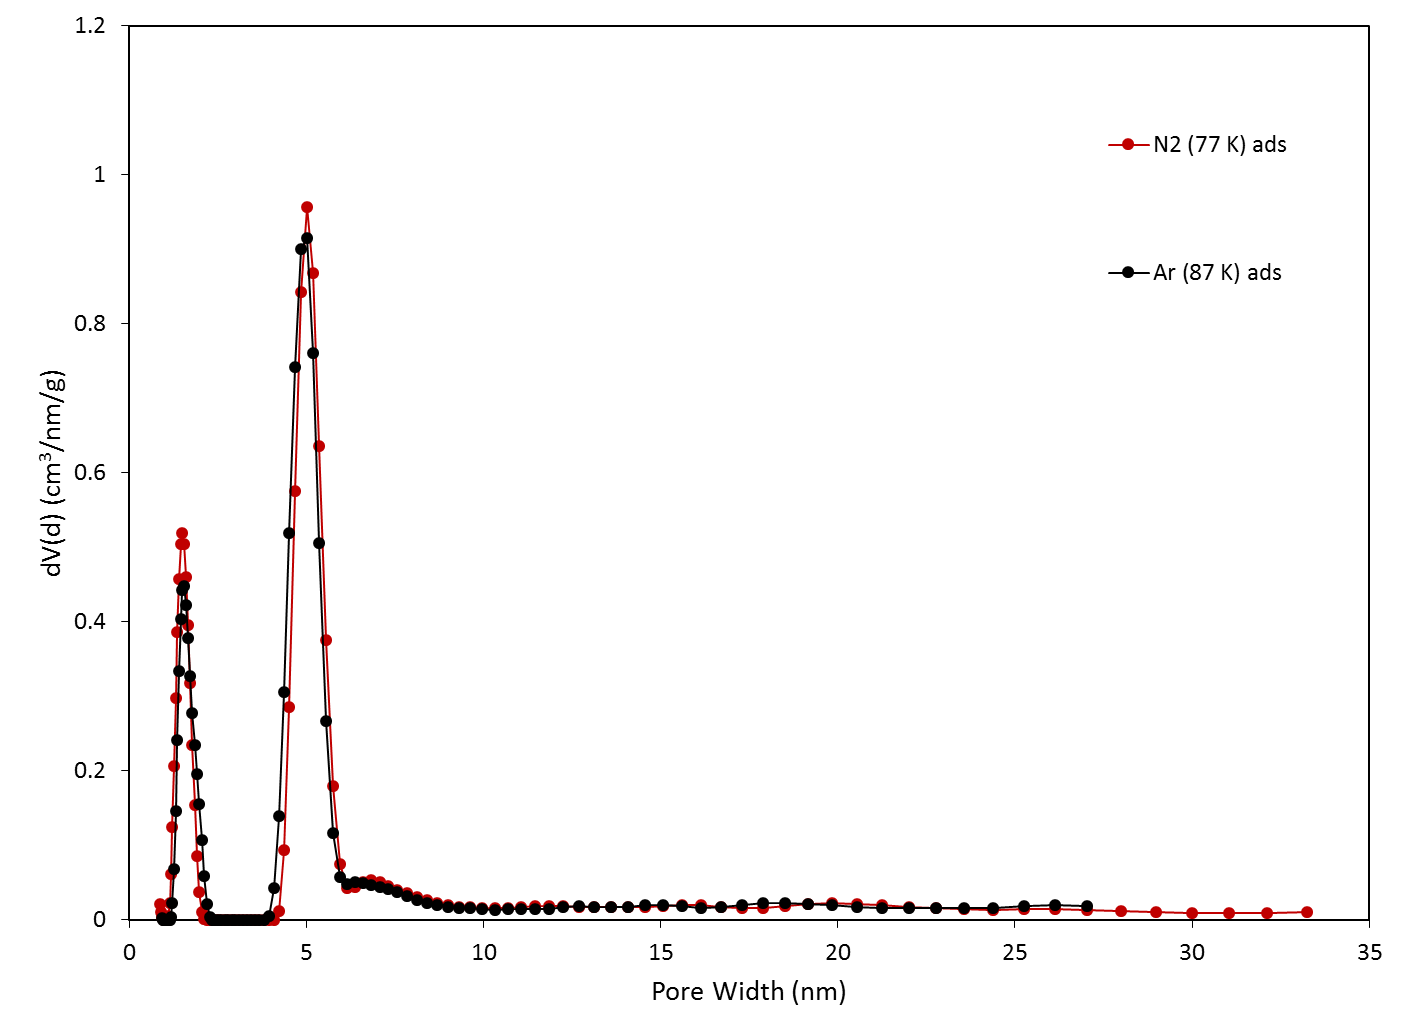 1.2
1
0.8
0.6
0.4
0.2
0
dV(d) (cm³/nm/g)
N2 (77 K) ads
Ar (87 K) ads
0 5 10 15 20 25 30 35
Pore Width (nm)